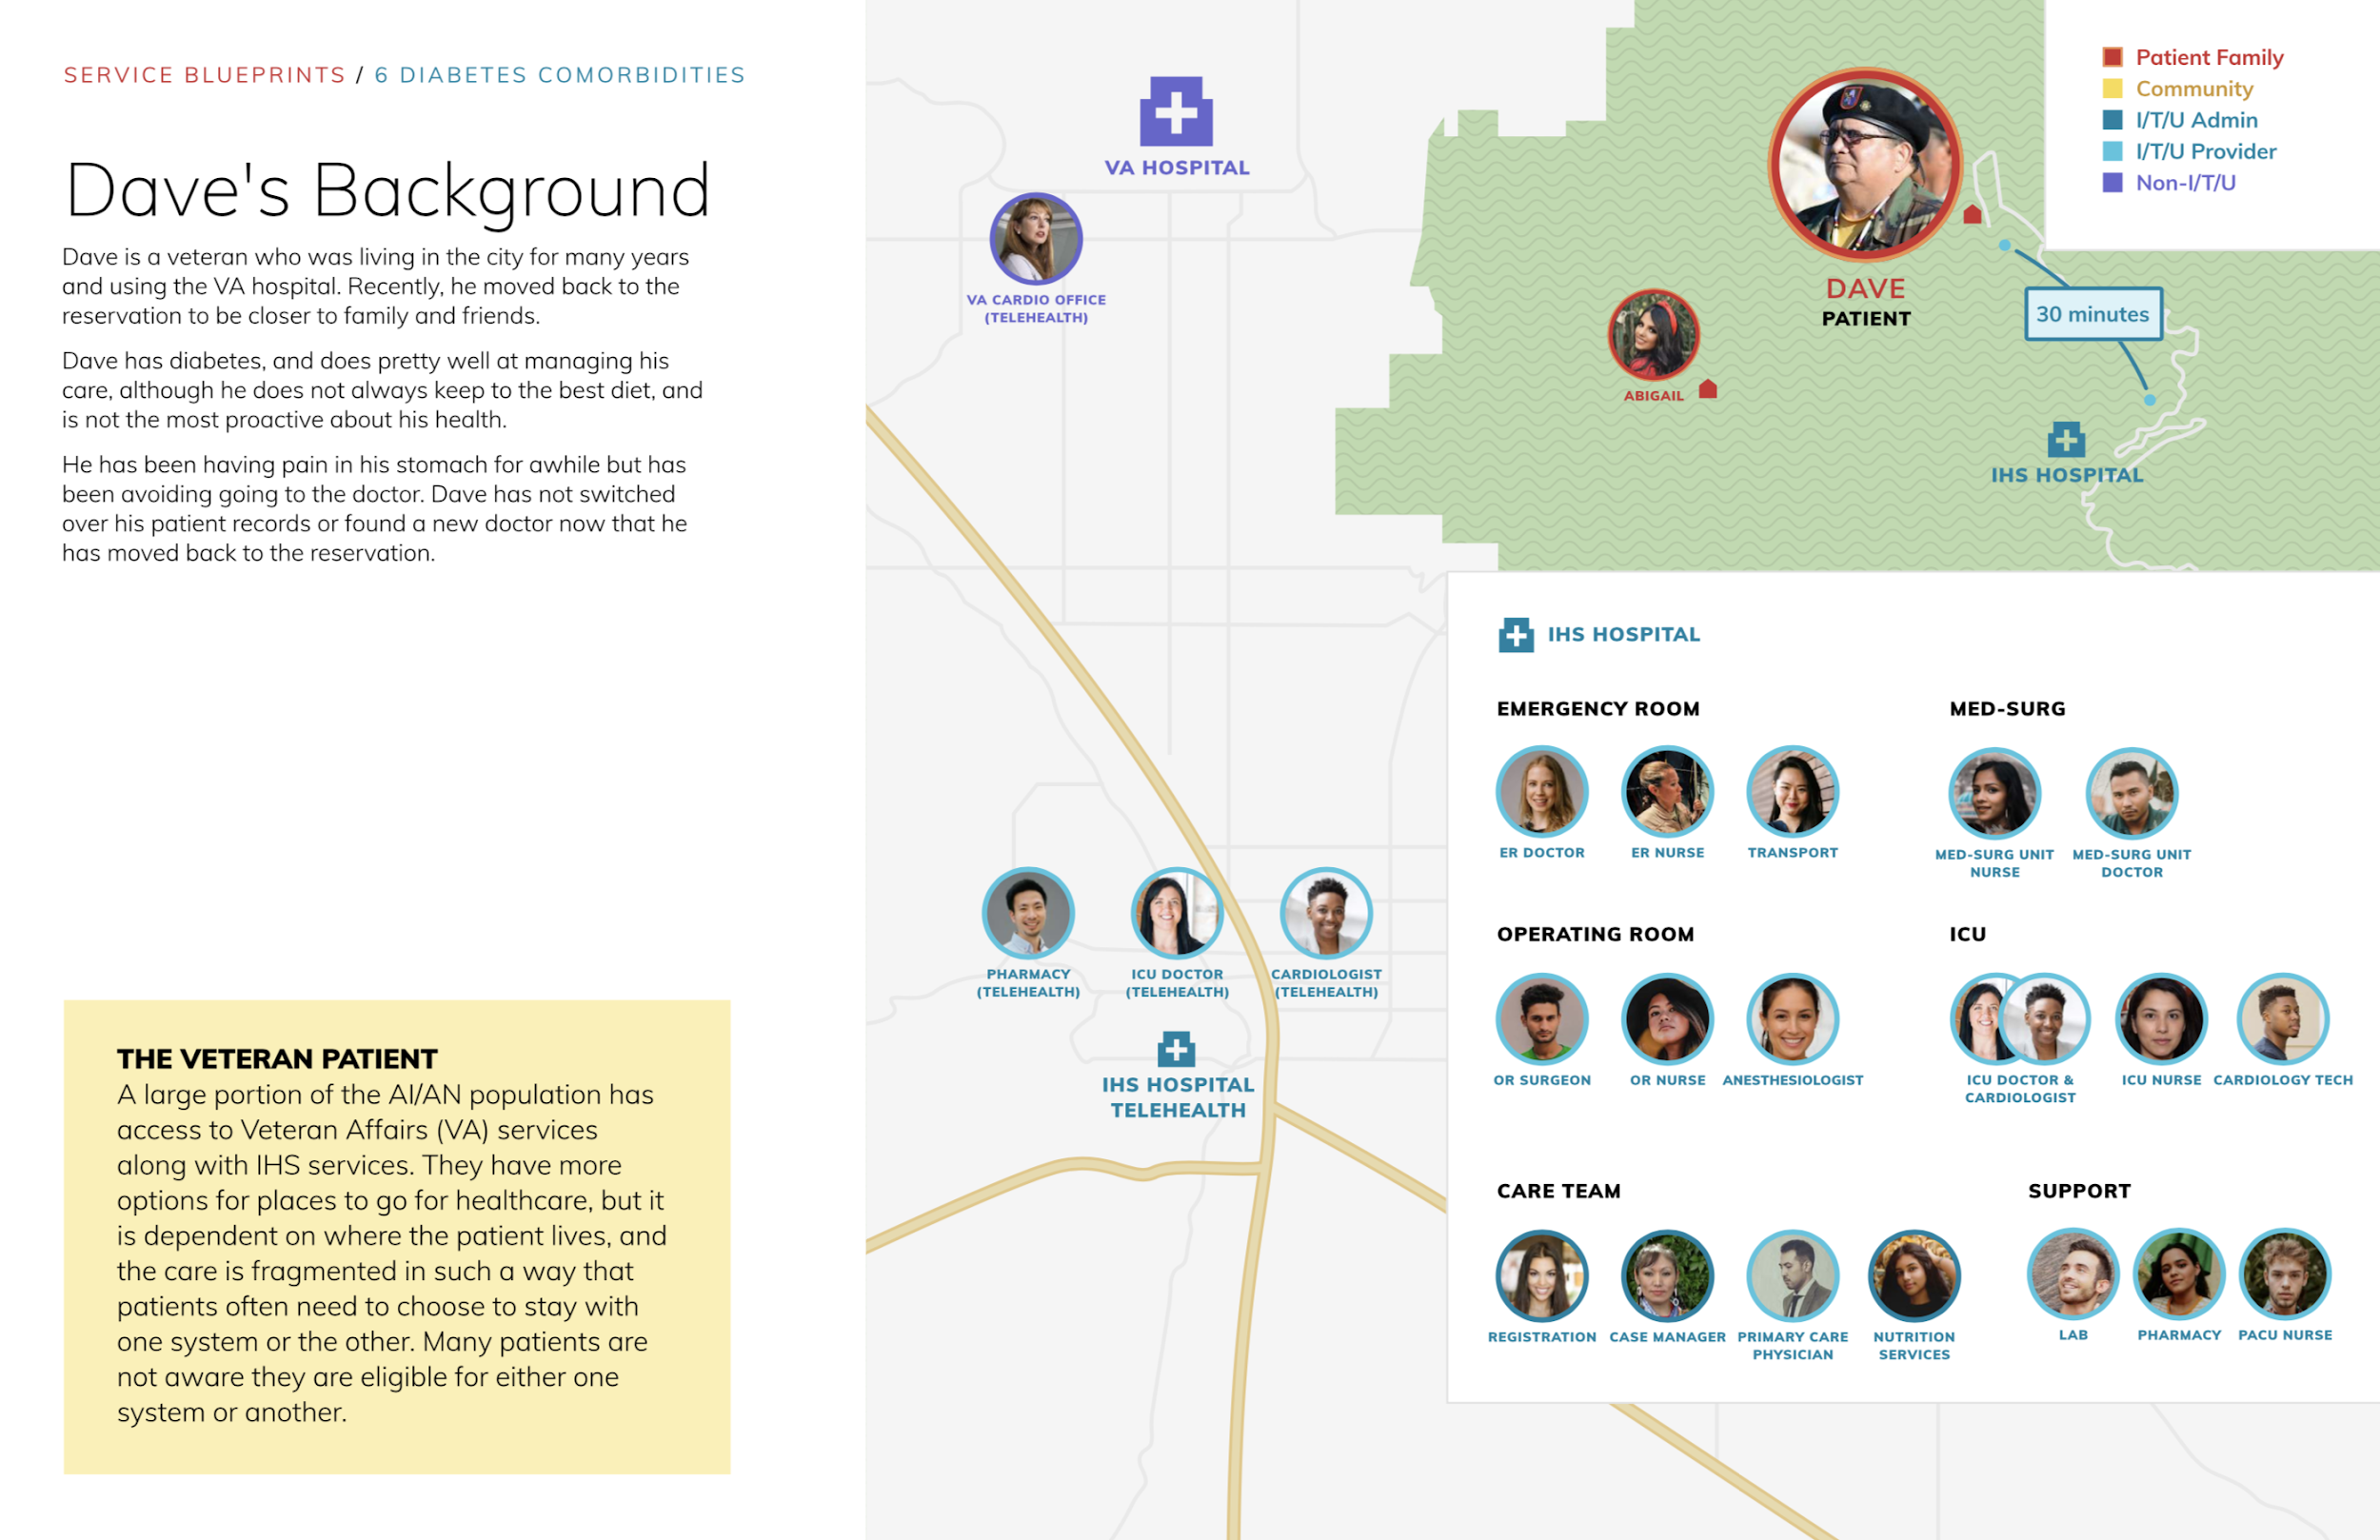 SERVICE BLUEPRINTS / 6 DIABETES COMORBIDITIES
Dave's Background
Dave is a veteran who was living in the city for many years
and using the VA hospital. Recently, he moved back to the
reservation to be closer to family and friends.
Dave has diabetes, and does pretty well at managing his
care, although he does not always keep to the best diet, and
is not the most proactive about his health.
He has been having pain in his stomach for awhile but has
been avoiding going to the doctor. Dave has not switched
over his patient records or found a new doctor now that he
has moved back to the reservation.
THE VETERAN PATIENT
A large portion of the AI/AN population has
access to Veteran Affairs (VA) services
along with IHS services. They have more
options for places to go for healthcare, but it
is dependent on where the patient lives, and
the care is fragmented in such a way that
patients often need to choose to stay with
one system or the other. Many patients are
not aware they are eligible for either one
system or another.
VA HOSPITAL
VA CARDIO OFFICE
(TELEHEALTH)
Patient Family
Community
I/T/U Admin
I/T/U Provider
Non-I/T/U
DAVE
PATIENT
30 minutes
ABIGAIL
IHS HOSPITAL
PHARMACY
(TELEHEALTH)
ICU DOCTOR
(TELEHEALTH)
CARDIOLOGIST
(TELEHEALTH)
IHS HOSPITAL
TELEHEALTH
IHS HOSPITAL
EMERGENCY ROOM
ER DOCTOR
ER NURSE
TRANSPORT
MED-SURG
MED-SURG UNIT
NURSE
MED-SURG UNIT
DOCTOR
OPERATING ROOM
OR SURGEON
OR NURSE
ANESTHESIOLOGIST
ICU
ICU DOCTOR &
CARDIOLOGIST
ICU NURSE
CARDIOLOGY TECH
CARE TEAM
REGISTRATION
CASE MANAGER
PRIMARY CARE
PHYSICIAN
NUTRITION
SERVICES
SUPPORT
LAB
PHARMACY
PACU NURSE